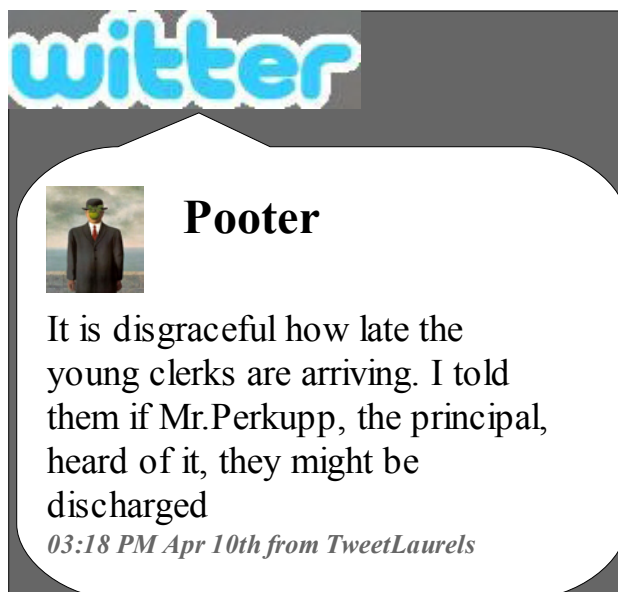 witter
Pooter
It is disgraceful how late the
young clerks are arriving. I told
them if Mr.Perkupp, the principal,
heard of it, they might be
discharged
03:18 PM Apr 10th from TweetLaurels